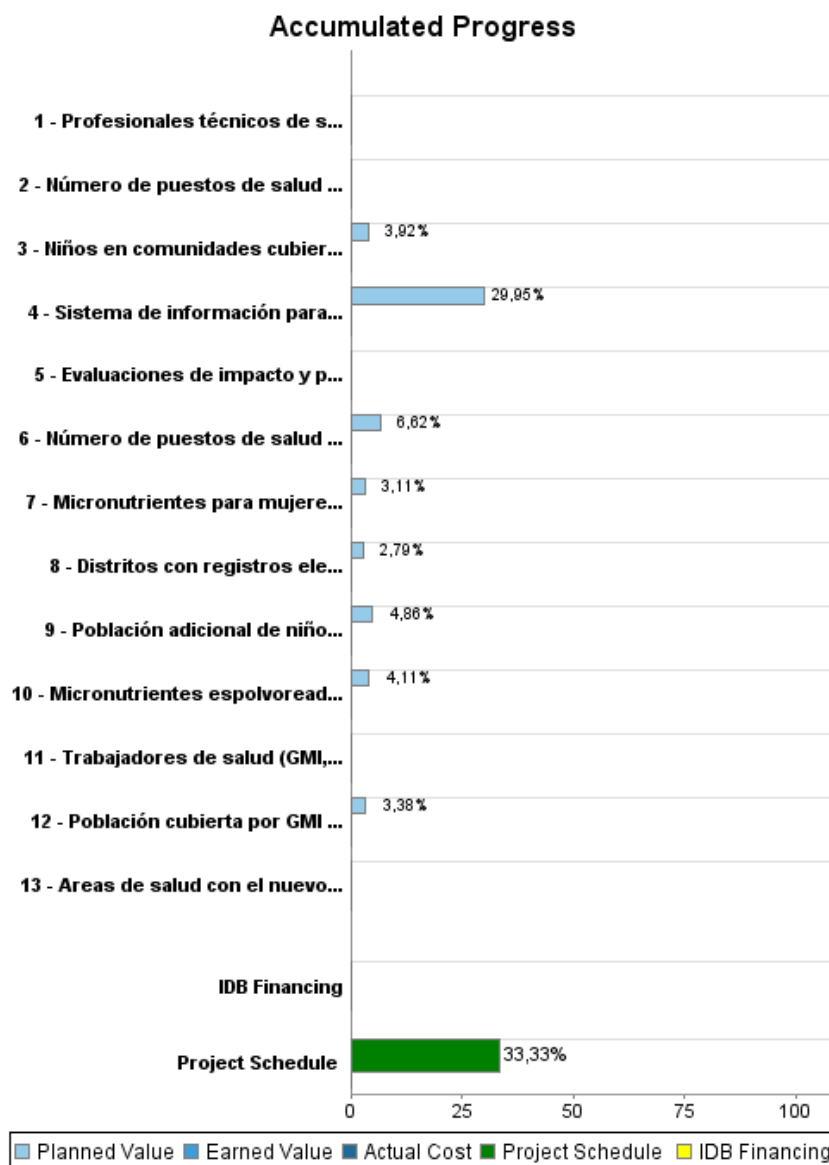 Accumulated Progress
1 - Profesionales técnicos de s...
2 - Número de puestos de salud ...
3 - Niños en comunidades cubier...
3,92%
4 - Sistema de información para...
29,95%
5 - Evaluaciones de impacto y p...
6 - Número de puestos de salud ...
6,62%
7 - Micronutrientes para mujere...
3,11%
8 - Distritos con registros ele...
2,79%
9 - Población adicional de niño...
4,86%
10 - Micronutrientes espolvoread...
4,11%
11 - Trabajadores de salud (GMI,...
12 - Población cubierta por GMI ...
3,38%
13 - Areas de salud con el nuevo...
IDB Financing
Project Schedule
33,33%
0 25 50 75 100
Planned Value Earned Value Actual Cost Project Schedule IDB Financing